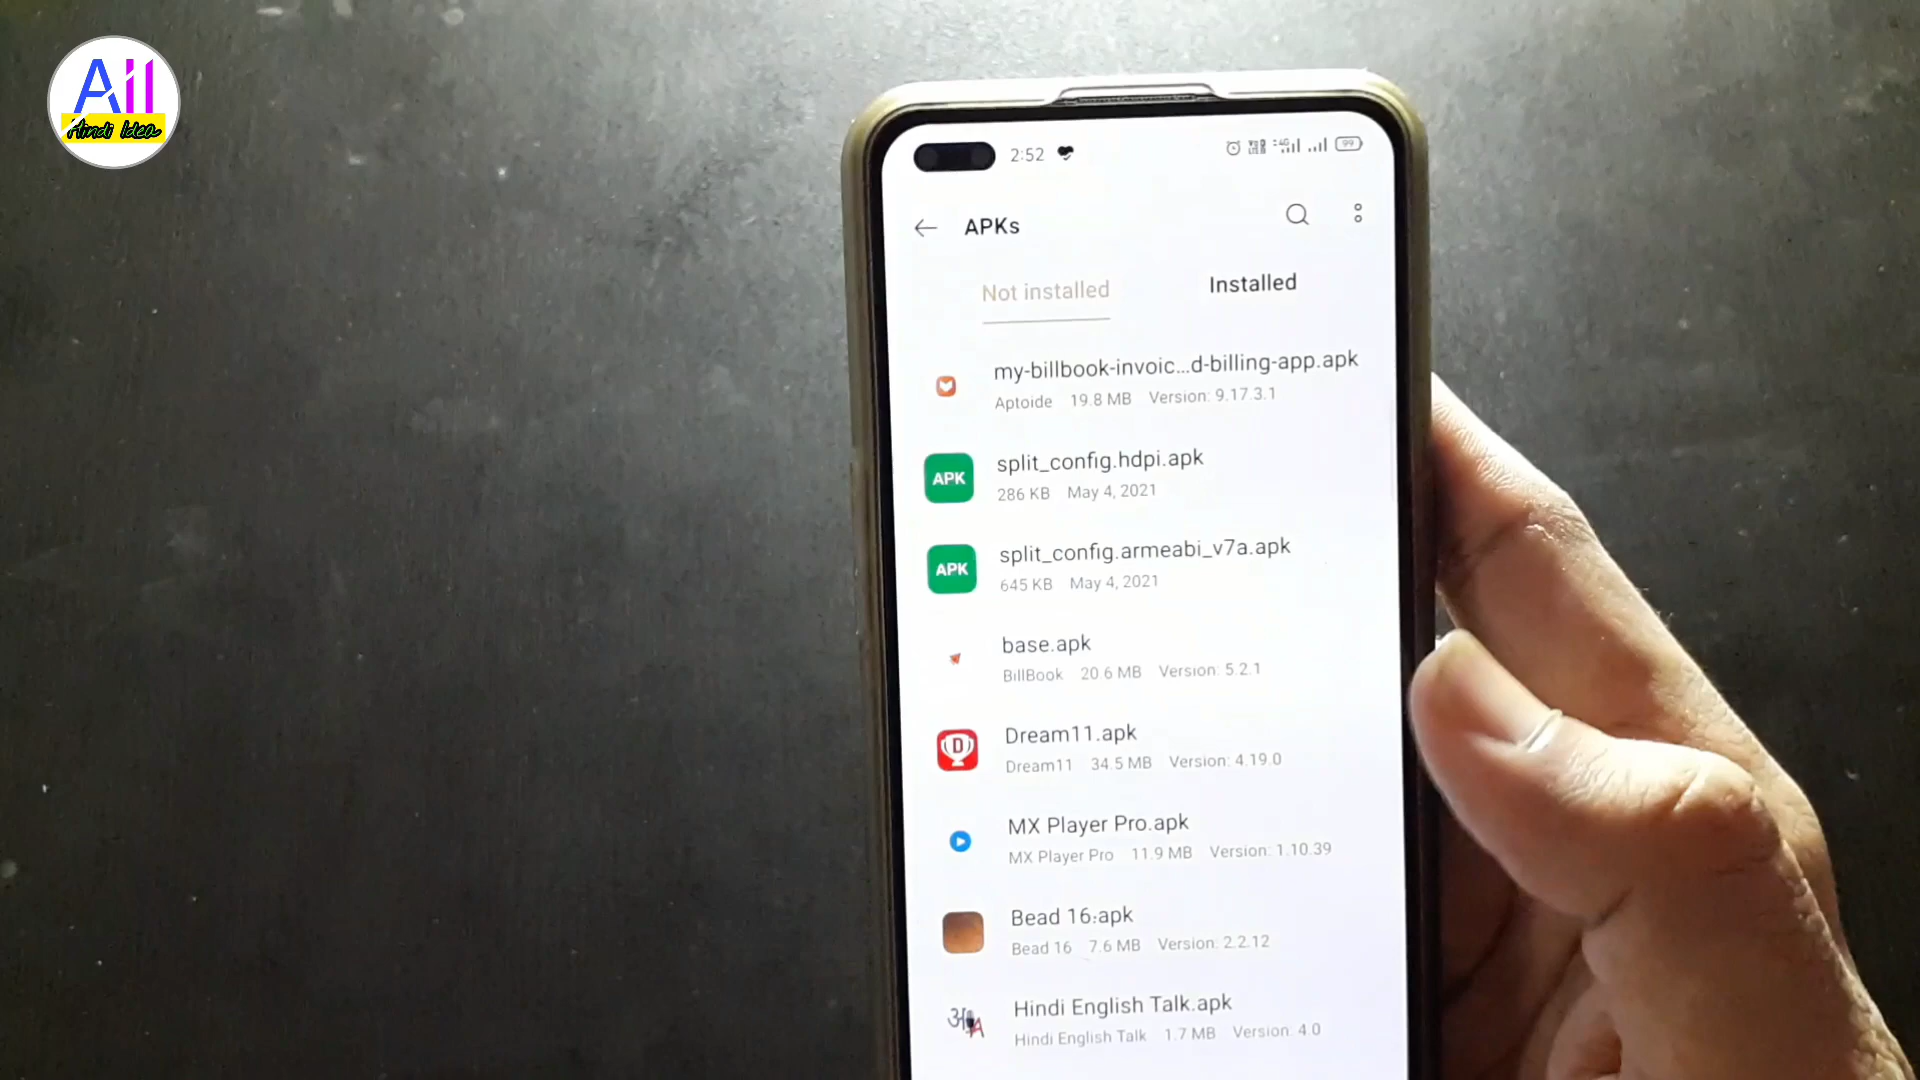 All
Hindi Idea
2:52
4G
99
APKs
Not installed
Installed
my-billbook-invoic...d-billing-app.apk
Aptoide 19.8 MB Version: 9.17.3.1
APK
split_config.hdpi.apk
286 KB May 4, 2021
APK
split_config.armeabi_v7a.apk
645 KB May 4, 2021
base.apk
BillBook 20.6 MB Version: 5.2.1
D
Dream11.apk
Dream11 34.5 MB Version: 4.19.0
MX Player Pro.apk
MX Player Pro 11.9 MB Version: 1.10.39
Bead 16.apk
Bead 16 7.6 MB Version: 2.2.12
Hindi English Talk.apk
Hindi English Talk 1.7 MB Version: 4.0